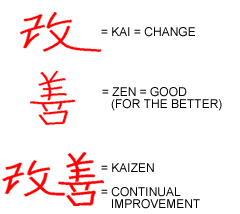 改 = KAI = CHANGE
善 = ZEN = GOOD
(FOR THE BETTER)
改善 = KAIZEN
= CONTINUAL
IMPROVEMENT